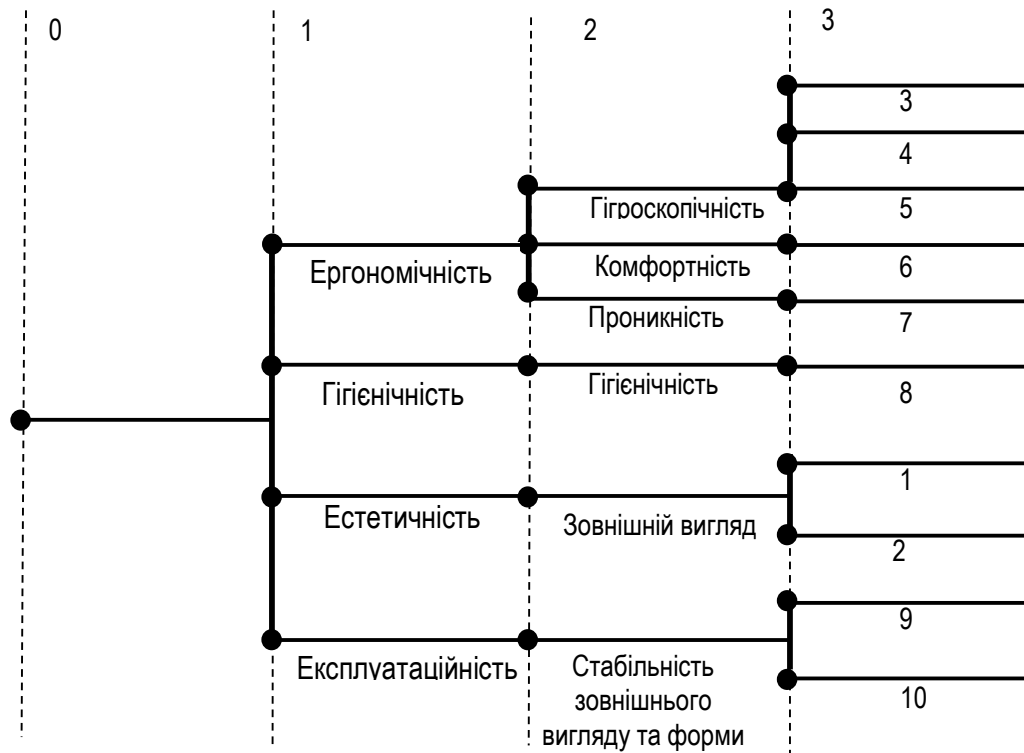 0
1
2
3
3
4
Гігроскопічність
5
Ергономічність
Комфортність
6
Проникність
7
Гігієнічність
Гігієнічність
8
Естетичність
Зовнішній вигляд
1
2
Експлуатаційність
Стабільність
зовнішнього
вигляду та форми
9
10